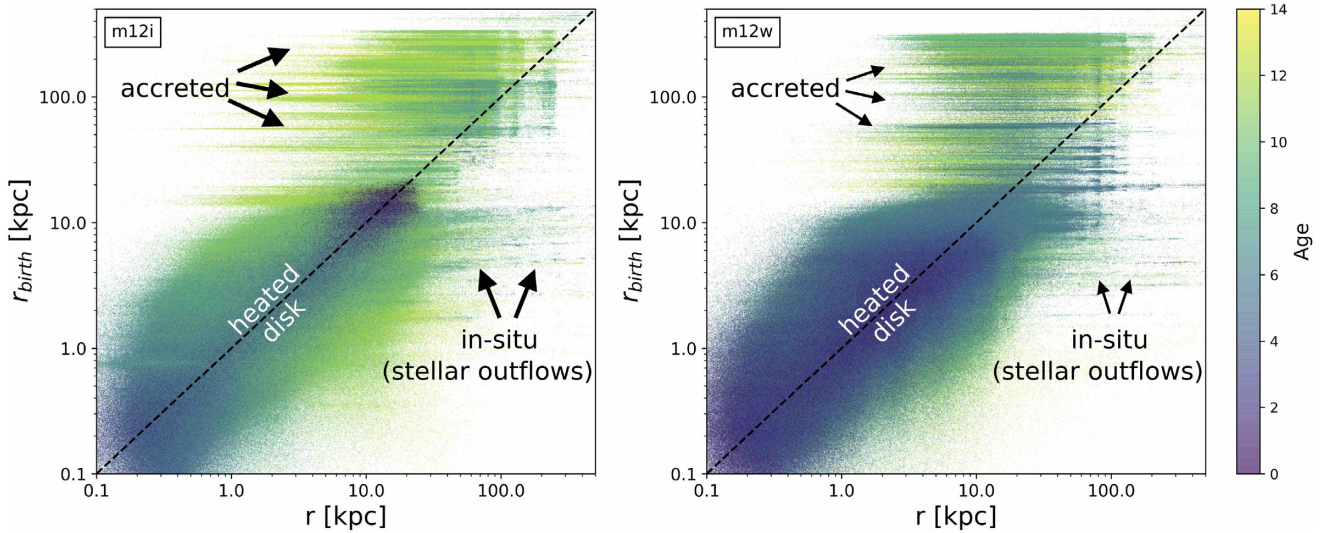 m12i
accreted
heated
disk
in-situ
(stellar outflows)
100.0
10.0
1.0
0.1
r_birth [kpc]
0.1
1.0
10.0
100.0
r [kpc]
m12w
accreted
heated
disk
in-situ
(stellar outflows)
100.0
10.0
1.0
0.1
r_birth [kpc]
0.1
1.0
10.0
100.0
r [kpc]
14
12
10
8
6
4
2
0
Age